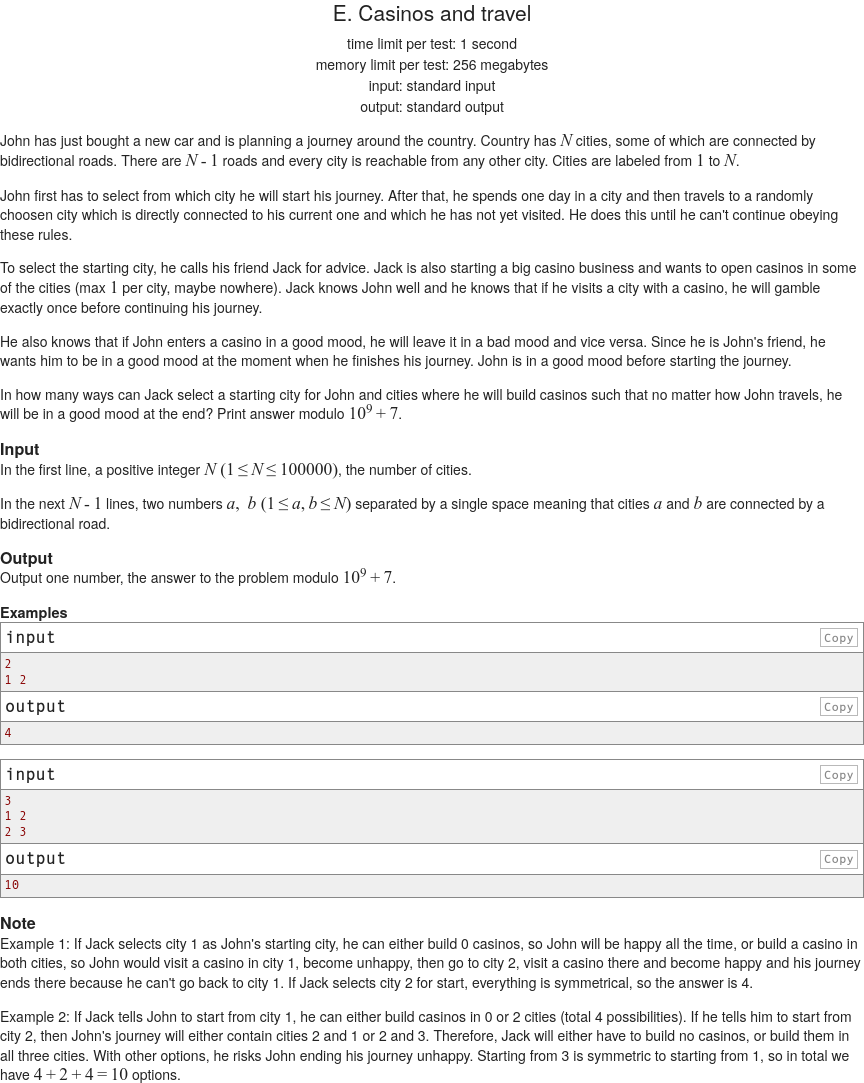 E. Casinos and travel
time limit per test: 1 second
memory limit per test: 256 megabytes
input: standard input
output: standard output
John has just bought a new car and is planning a journey around the country. Country has N cities, some of which are connected by
bidirectional roads. There are N - 1 roads and every city is reachable from any other city. Cities are labeled from 1 to N.
John first has to select from which city he will start his journey. After that, he spends one day in a city and then travels to a randomly
choosen city which is directly connected to his current one and which he has not yet visited. He does this until he can't continue obeying
these rules.
To select the starting city, he calls his friend Jack for advice. Jack is also starting a big casino business and wants to open casinos in some
of the cities (max 1 per city, maybe nowhere). Jack knows John well and he knows that if he visits a city with a casino, he will gamble
exactly once before continuing his journey.
He also knows that if John enters a casino in a good mood, he will leave it in a bad mood and vice versa. Since he is John's friend, he
wants him to be in a good mood at the moment when he finishes his journey. John is in a good mood before starting the journey.
In how many ways can Jack select a starting city for John and cities where he will build casinos such that no matter how John travels, he
will be in a good mood at the end? Print answer modulo 10^9 + 7.
Input
In the first line, a positive integer N (1 ≤ N ≤ 100000), the number of cities.
In the next N - 1 lines, two numbers a, b (1 ≤ a, b ≤ N) separated by a single space meaning that cities a and b are connected by a
bidirectional road.
Output
Output one number, the answer to the problem modulo 10^9 + 7.
Examples
input
Copy
2
1 2
output
Copy
4
input
Copy
3
1 2
2 3
output
Copy
10
Note
Example 1: If Jack selects city 1 as John's starting city, he can either build 0 casinos, so John will be happy all the time, or build a casino in
both cities, so John would visit a casino in city 1, become unhappy, then go to city 2, visit a casino there and become happy and his journey
ends there because he can't go back to city 1. If Jack selects city 2 for start, everything is symmetrical, so the answer is 4.
Example 2: If Jack tells John to start from city 1, he can either build casinos in 0 or 2 cities (total 4 possibilities). If he tells him to start from
city 2, then John's journey will either contain cities 2 and 1 or 2 and 3. Therefore, Jack will either have to build no casinos, or build them in
all three cities. With other options, he risks John ending his journey unhappy. Starting from 3 is symmetric to starting from 1, so in total we
have 4 + 2 + 4 = 10 options.